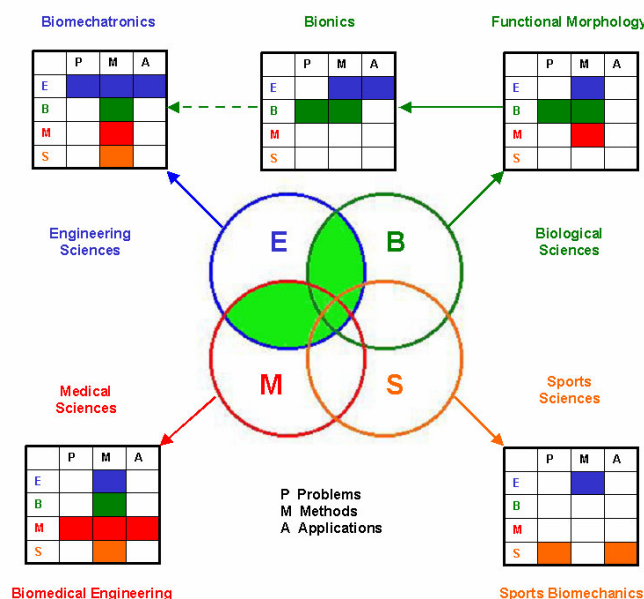 Biomechatronics
Bionics
Functional Morphology
P M A
E
B
M
S
P M A
E
B
M
S
P M A
E
B
M
S
Engineering
Sciences
E
B
Biological
Sciences
Medical
Sciences
M
S
Sports
Sciences
P M A
E
B
M
S
P Problems
M Methods
A Applications
P M A
E
B
M
S
Biomedical Engineering
Sports Biomechanics